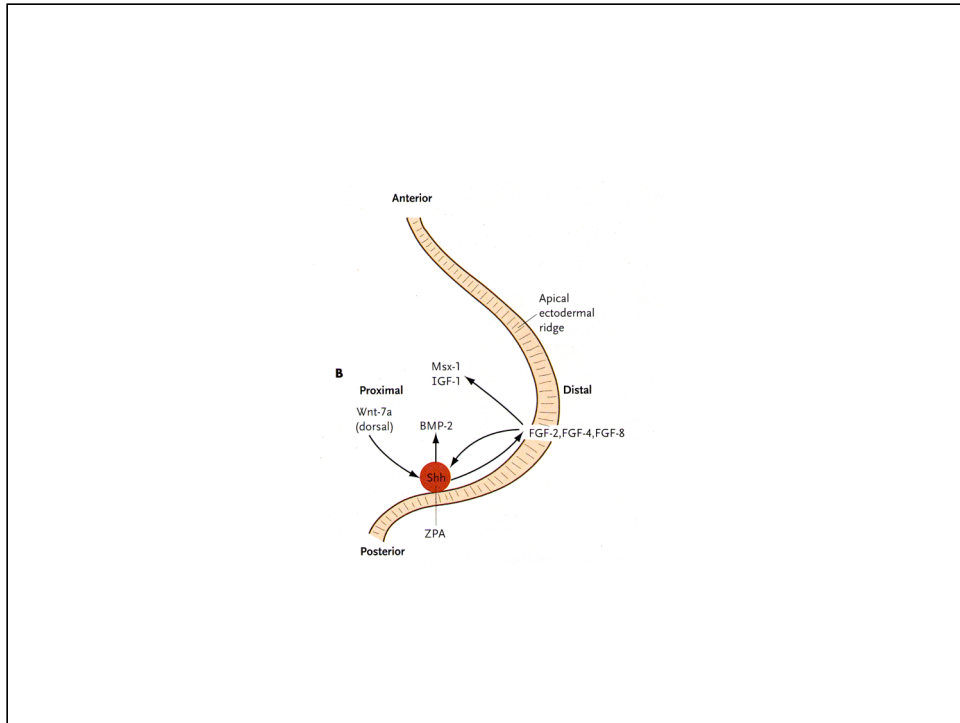 Anterior
Apical
ectodermal
ridge
Msx-1
IGF-1
B
Proximal
Distal
Wnt-7a
(dorsal)
BMP-2
FGF-2,FGF-4,FGF-8
Shh
ZPA
Posterior